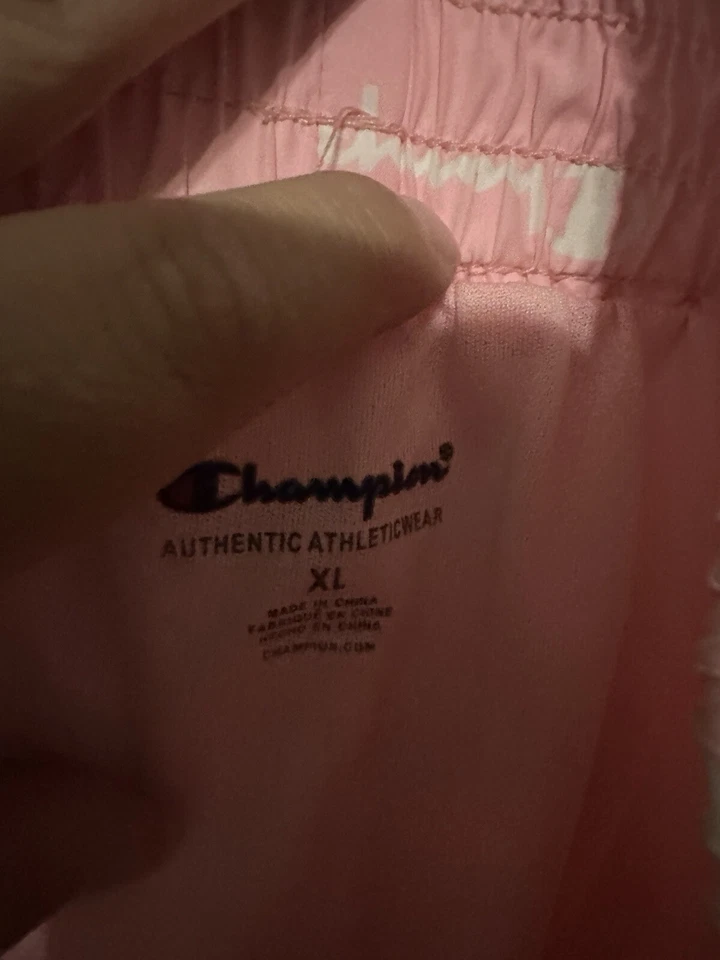 Champion®
AUTHENTIC ATHLETICWEAR
XL
MADE IN CHINA
FABRIQUÉ EN CHINE
HECHO EN CHINA
CHAMPION.COM